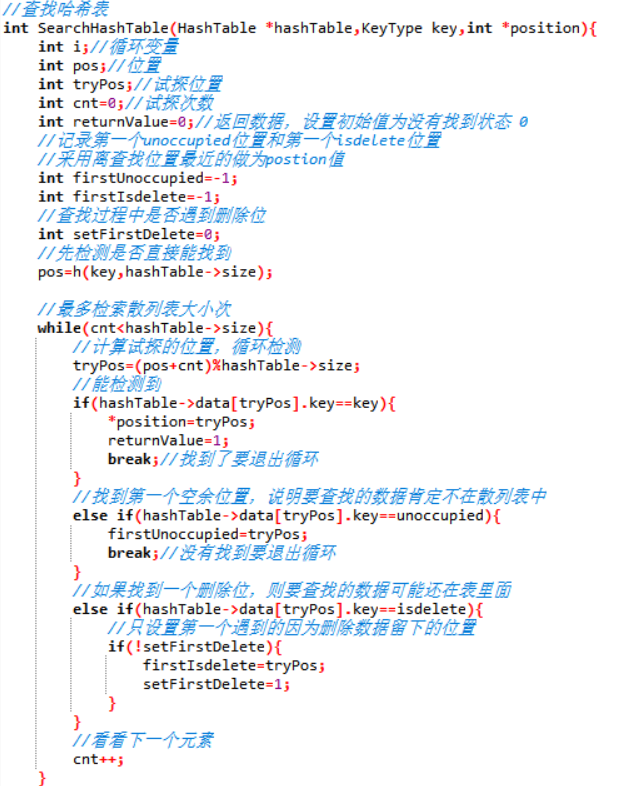 //查找哈希表
int SearchHashTable(HashTable *hashTable,KeyType key,int *position){
int i;//循环变量
int pos;//位置
int tryPos;//试探位置
int cnt=0;//试探次数
int returnValue=0;//返回数据，设置初始值为没有找到状态 0
//记录第一个unoccupied位置和第一个isdelete位置
//采用离查找位置最近的做为postion值
int firstUnoccupied=-1;
int firstIsdelete=-1;
//查找过程中是否遇到删除位
int setFirstDelete=0;
//先检测是否直接能找到
pos=h(key,hashTable->size);
//最多检索散列表大小次
while(cnt<hashTable->size){
//计算试探的位置，循环检测
tryPos=(pos+cnt)%hashTable->size;
//能检测到
if(hashTable->data[tryPos].key==key){
*position=tryPos;
returnValue=1;
break;//找到了要退出循环
}
//找到第一个空余位置，说明要查找的数据肯定不在散列表中
else if(hashTable->data[tryPos].key==unoccupied){
firstUnoccupied=tryPos;
break;//没有找到要退出循环
}
//如果找到一个删除位，则要查找的数据可能还在表里面
else if(hashTable->data[tryPos].key==isdelete){
//只设置第一个遇到的因为删除数据留下的位置
if(!setFirstDelete){
firstIsdelete=tryPos;
setFirstDelete=1;
}
}
//看看下一个元素
cnt++;
}